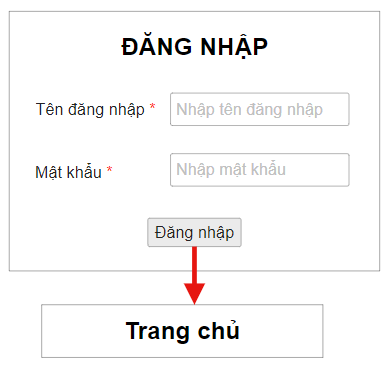 ĐĂNG NHẬP
Tên đăng nhập * Nhập tên đăng nhập
Mật khẩu * Nhập mật khẩu
Đăng nhập
Trang chủ